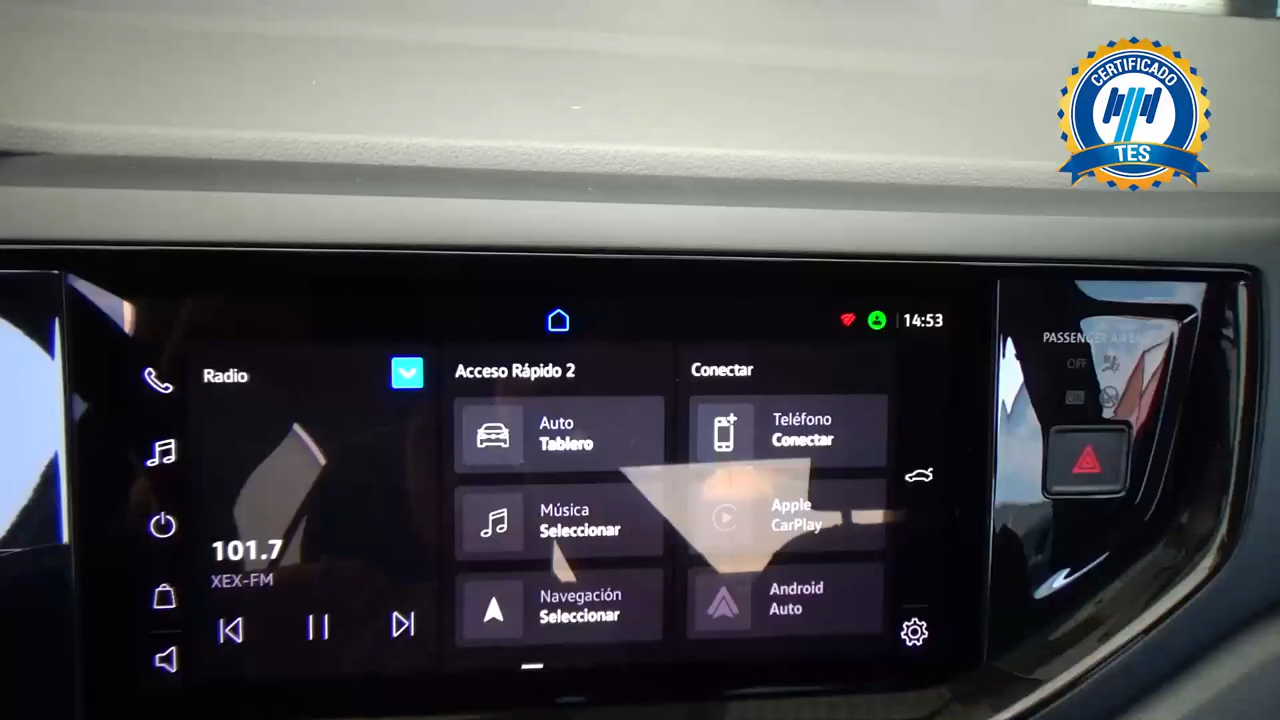 CERTIFICADO
TES
14:53
Radio
Acceso Rápido 2
Conectar
Auto
Tablero
Teléfono
Conectar
Música
Seleccionar
Apple
CarPlay
101.7
XEX-FM
Navegación
Seleccionar
Android
Auto
PASSENGER AIRBAG
OFF
ON